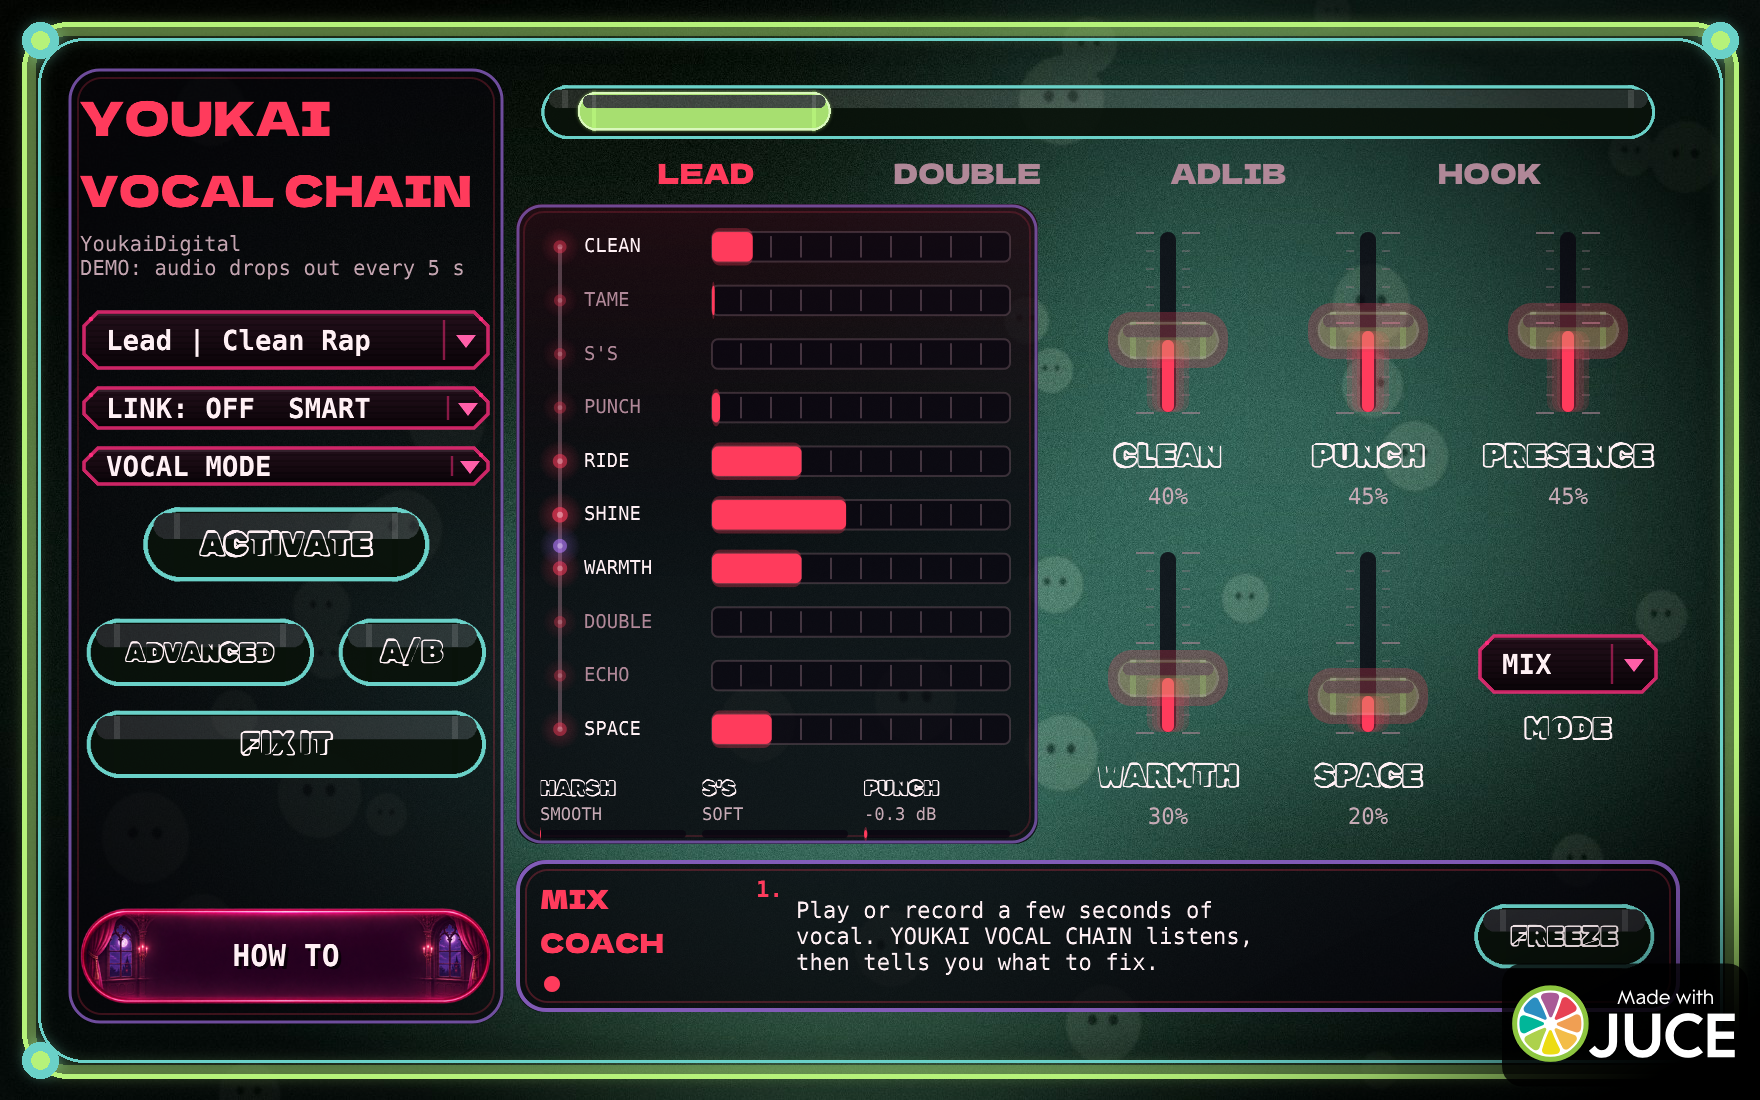 YOUKAI
VOCAL CHAIN
YoukaiDigital
DEMO: audio drops out every 5 s
Lead | Clean Rap
LINK: OFF  SMART
VOCAL MODE
ACTIVATE
ADVANCED
A/B
FIX IT
HOW TO
LEAD
DOUBLE
ADLIB
HOOK
CLEAN
TAME
S'S
PUNCH
RIDE
SHINE
WARMTH
DOUBLE
ECHO
SPACE
HARSH
SMOOTH
S'S
SOFT
PUNCH
-0.3 dB
CLEAN
40%
PUNCH
45%
PRESENCE
45%
WARMTH
30%
SPACE
20%
MIX
MODE
MIX
COACH
1.
Play or record a few seconds of
vocal. YOUKAI VOCAL CHAIN listens,
then tells you what to fix.
FREEZE
Made with
JUCE